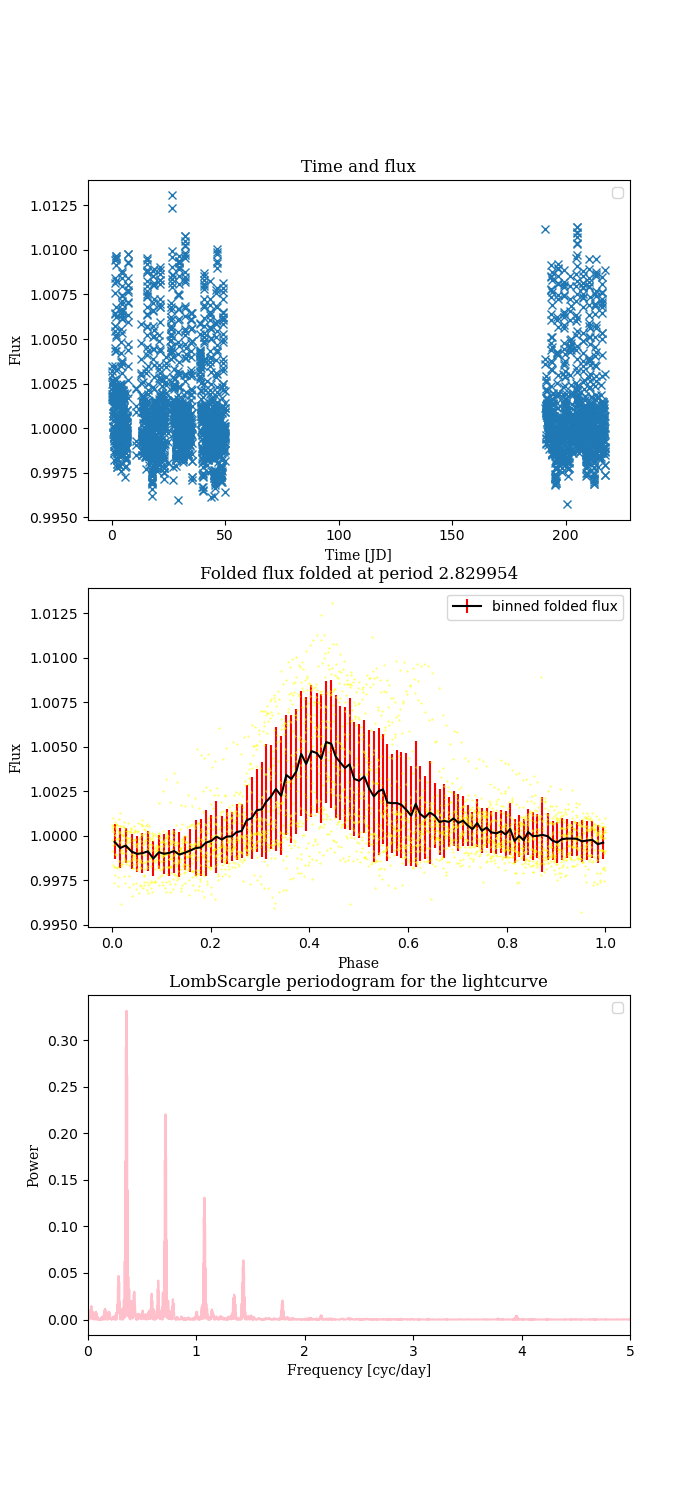 Time and flux
Flux
1.0125
1.0100
1.0075
1.0050
1.0025
1.0000
0.9975
0.9950
0 50 100 150 200
Time [JD]
Folded flux folded at period 2.829954
binned folded flux
Flux
1.0125
1.0100
1.0075
1.0050
1.0025
1.0000
0.9975
0.9950
0.0 0.2 0.4 0.6 0.8 1.0
Phase
LombScargle periodogram for the lightcurve
Power
0.30
0.25
0.20
0.15
0.10
0.05
0.00
0 1 2 3 4 5
Frequency [cyc/day]